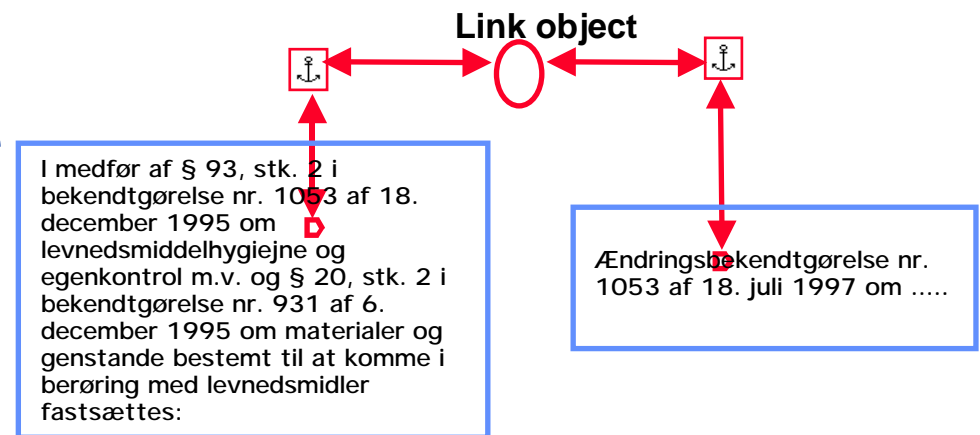 Link object
I medfør af § 93, stk. 2 i
bekendtgørelse nr. 1053 af 18.
december 1995 om
levnedsmiddelhygiejne og
egenkontrol m.v. og § 20, stk. 2 i
bekendtgørelse nr. 931 af 6.
december 1995 om materialer og
genstande bestemt til at komme i
berøring med levnedsmidler
fastsættes:
Ændringsbekendtgørelse nr.
1053 af 18. juli 1997 om .....